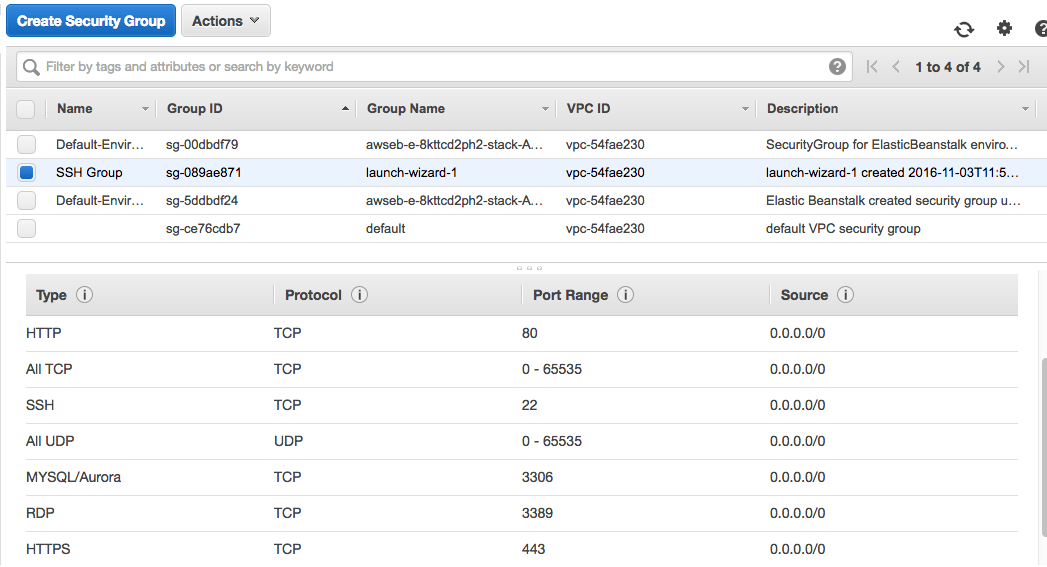 Create Security Group Actions
Filter by tags and attributes or search by keyword 1 to 4 of 4
Name Group ID Group Name VPC ID Description
Default-Envir... sg-00dbdf79 awseb-e-8kttcd2ph2-stack-A... vpc-54fae230 SecurityGroup for ElasticBeanstalk enviro...
SSH Group sg-089ae871 launch-wizard-1 vpc-54fae230 launch-wizard-1 created 2016-11-03T11:5...
Default-Envir... sg-5ddbdf24 awseb-e-8kttcd2ph2-stack-A... vpc-54fae230 Elastic Beanstalk created security group u...
sg-ce76cdb7 default vpc-54fae230 default VPC security group
Type Protocol Port Range Source
HTTP TCP 80 0.0.0.0/0
All TCP TCP 0 - 65535 0.0.0.0/0
SSH TCP 22 0.0.0.0/0
All UDP UDP 0 - 65535 0.0.0.0/0
MYSQL/Aurora TCP 3306 0.0.0.0/0
RDP TCP 3389 0.0.0.0/0
HTTPS TCP 443 0.0.0.0/0